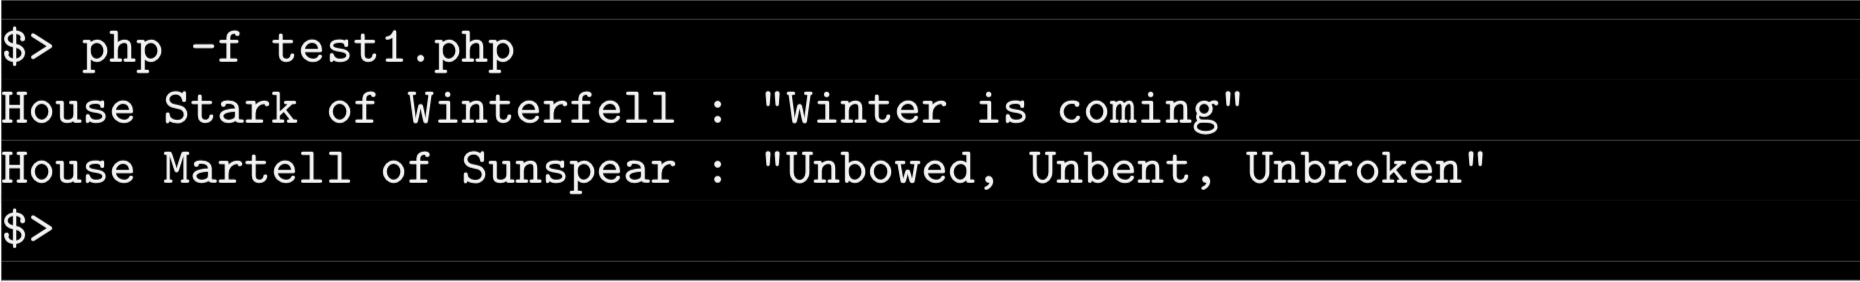 $> php -f test1.php
House Stark of Winterfell : "Winter is coming"
House Martell of Sunspear : "Unbowed, Unbent, Unbroken"
$>